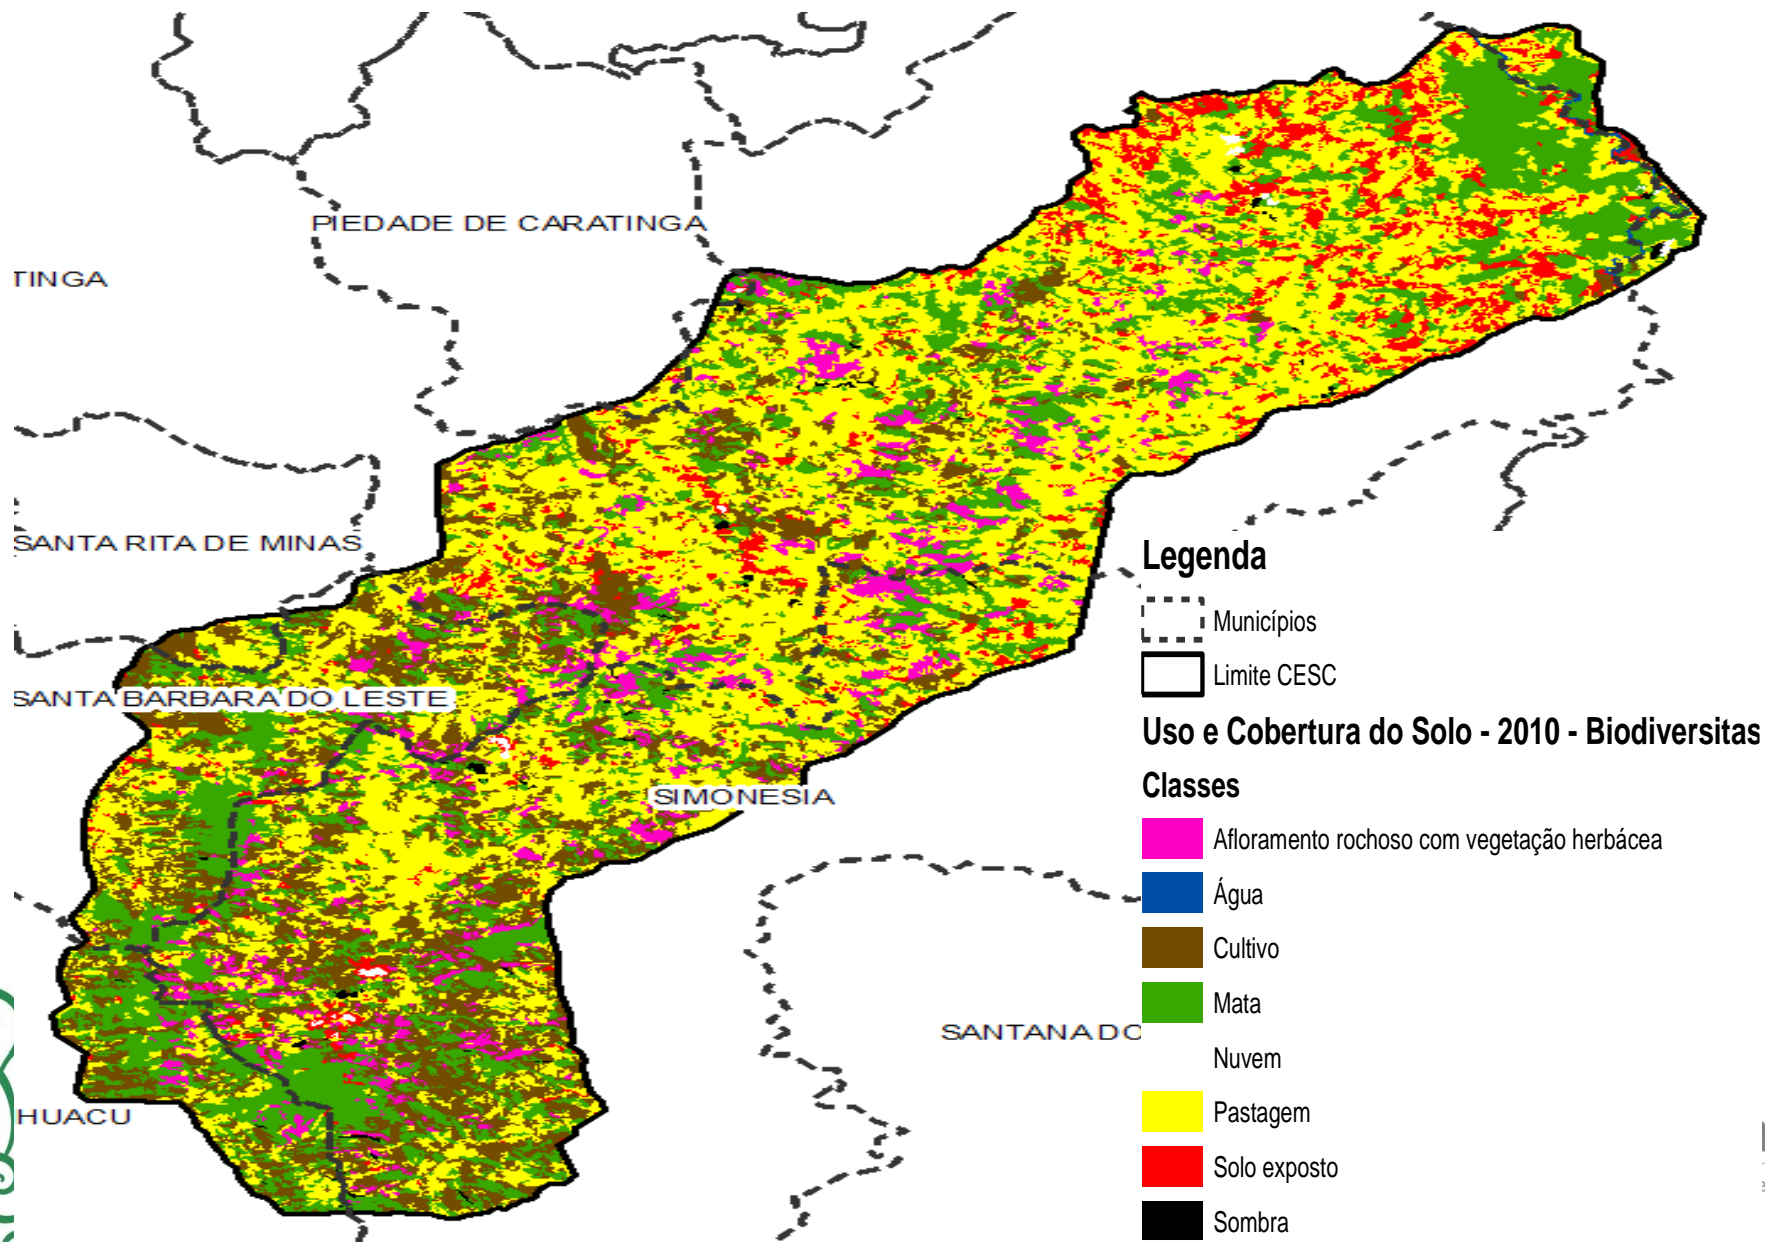 PIEDADE DE CARATINGA
TINGA
SANTA RITA DE MINAS
SANTA BARBARA DO LESTE
SIMONESIA
SANTANA DO
HUACU
Legenda
Municípios
Limite CESC
Uso e Cobertura do Solo - 2010 - Biodiversitas
Classes
Afloramento rochoso com vegetação herbácea
Água
Cultivo
Mata
Nuvem
Pastagem
Solo exposto
Sombra